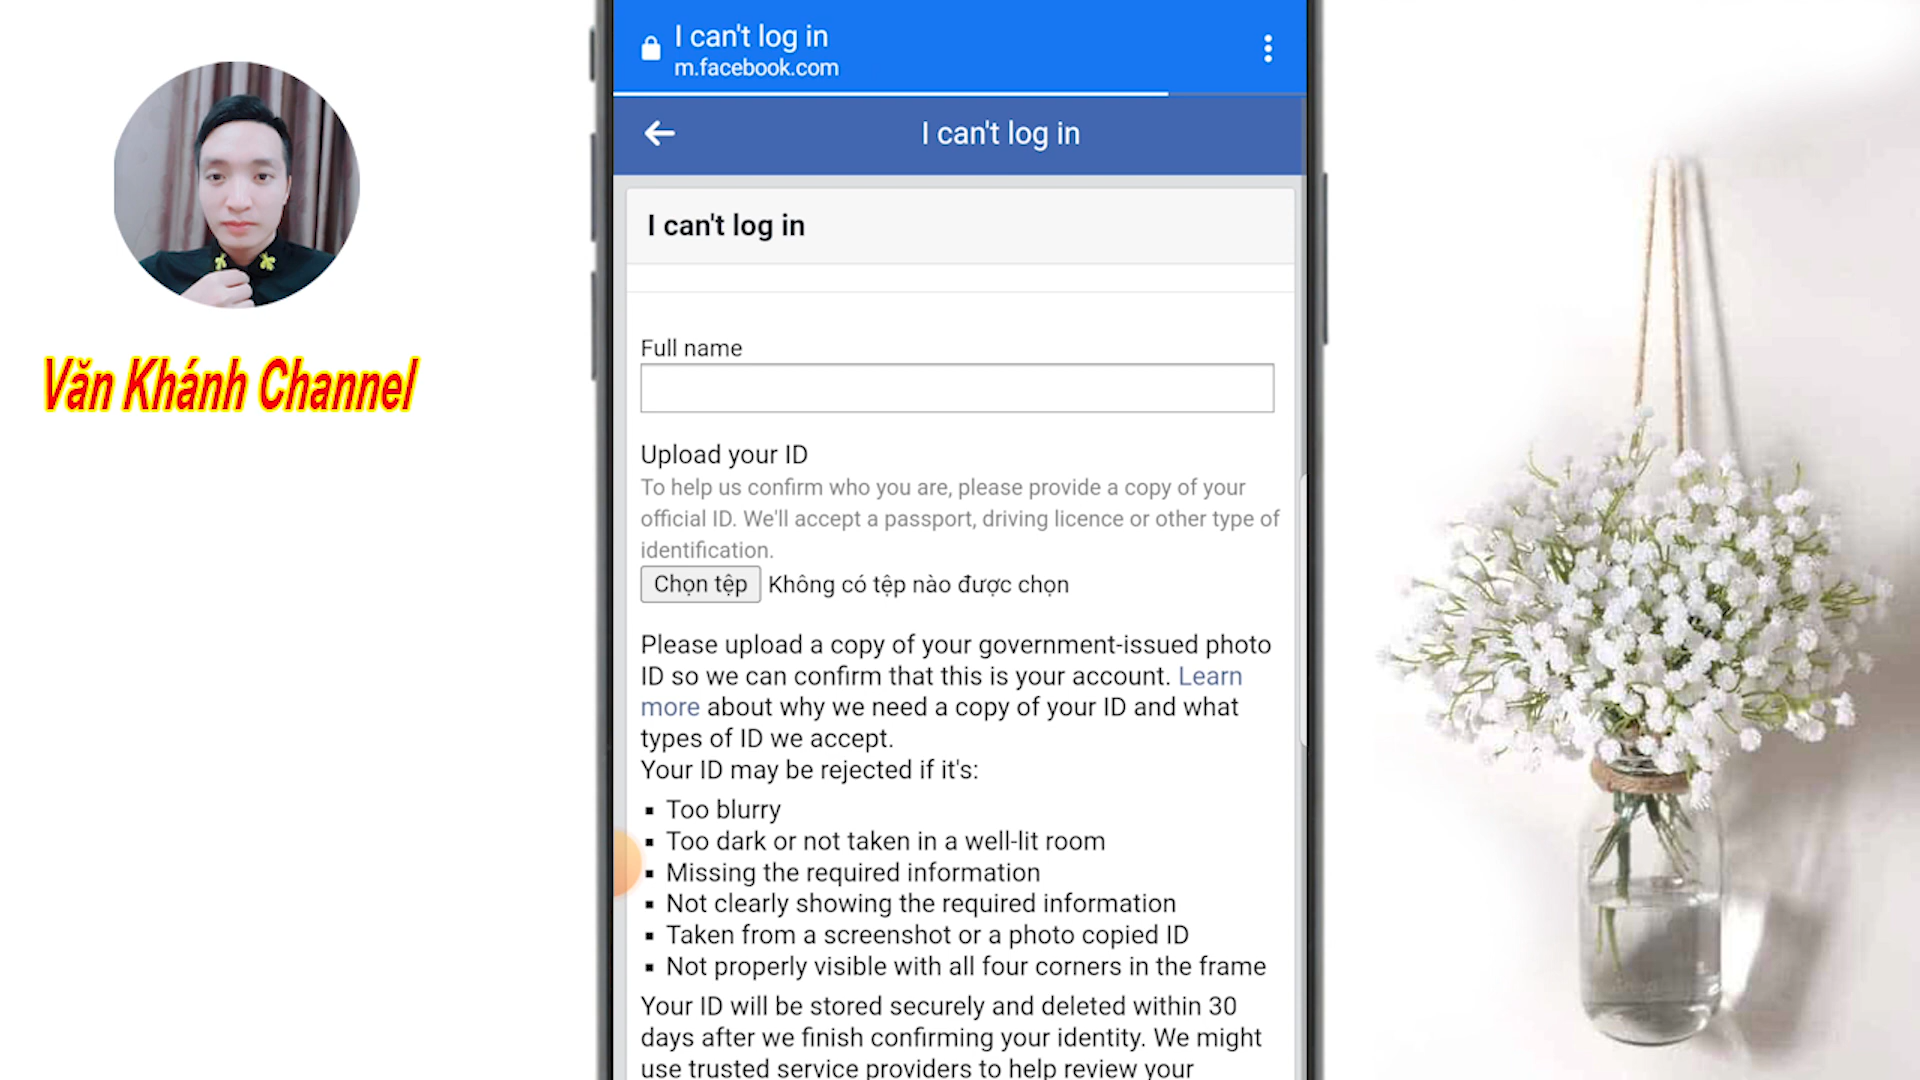 Văn Khánh Channel
I can't log in
m.facebook.com
I can't log in
I can't log in
Full name
Upload your ID
To help us confirm who you are, please provide a copy of your
official ID. We'll accept a passport, driving licence or other type of
identification.
Chọn tệp Không có tệp nào được chọn
Please upload a copy of your government-issued photo
ID so we can confirm that this is your account. Learn
more about why we need a copy of your ID and what
types of ID we accept.
Your ID may be rejected if it's:
▪ Too blurry
▪ Too dark or not taken in a well-lit room
▪ Missing the required information
▪ Not clearly showing the required information
▪ Taken from a screenshot or a photo copied ID
▪ Not properly visible with all four corners in the frame
Your ID will be stored securely and deleted within 30
days after we finish confirming your identity. We might
use trusted service providers to help review your